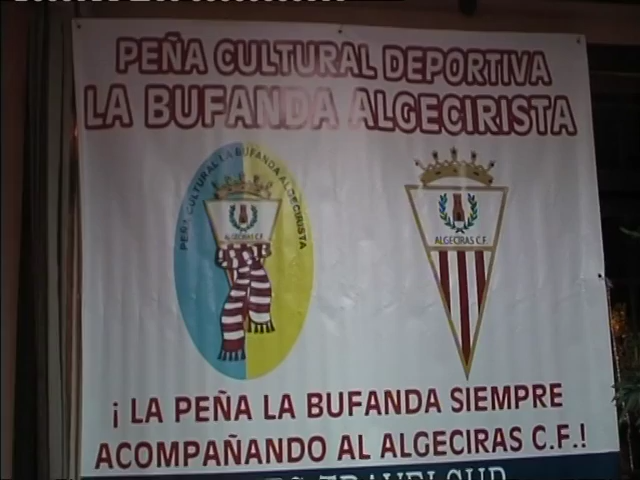 PEÑA CULTURAL DEPORTIVA
LA BUFANDA ALGECIRISTA
PEÑA CULTURAL LA BUFANDA ALGECIRISTA
ALGECIRAS C.F.
ALGECIRAS C.F.
¡ LA PEÑA LA BUFANDA SIEMPRE
ACOMPAÑANDO AL ALGECIRAS C.F.!